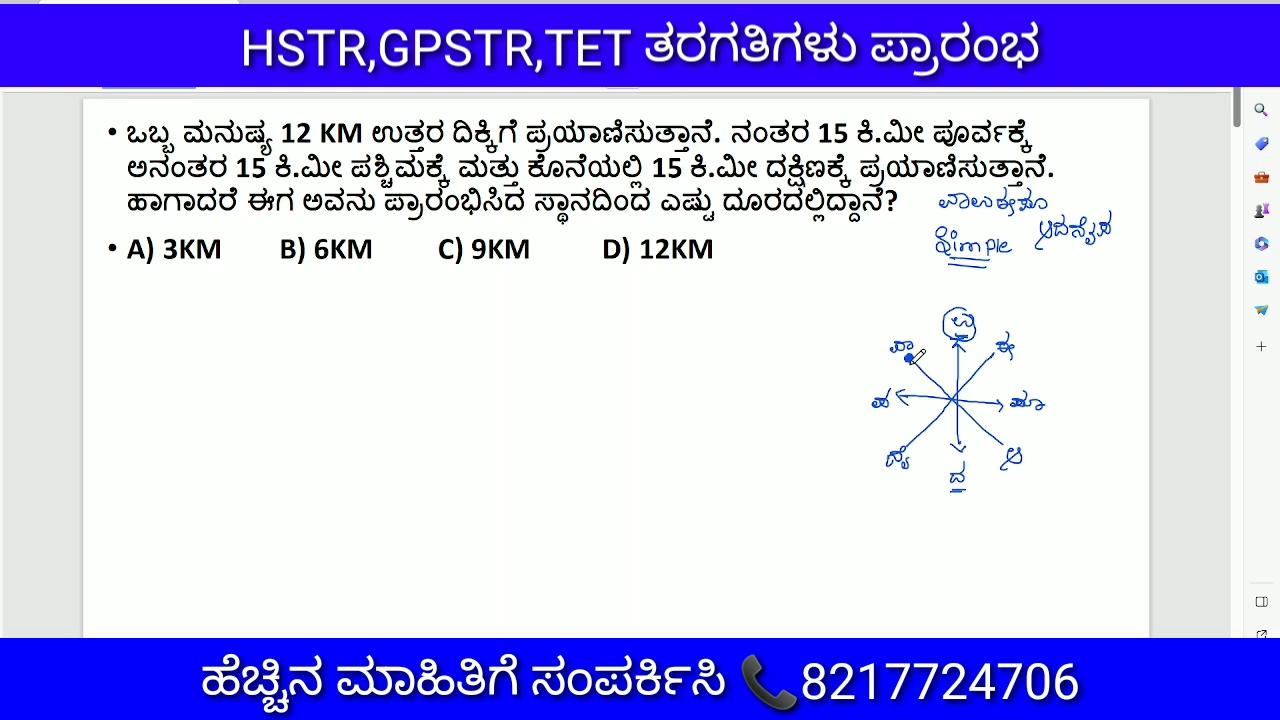 HSTR,GPSTR,TET ತರಗತಿಗಳು ಪ್ರಾರಂಭ
• ಒಬ್ಬ ಮನುಷ್ಯ 12 KM ಉತ್ತರ ದಿಕ್ಕಿಗೆ ಪ್ರಯಾಣಿಸುತ್ತಾನೆ. ನಂತರ 15 ಕಿ.ಮೀ ಪೂರ್ವಕ್ಕೆ
ಅನಂತರ 15 ಕಿ.ಮೀ ಪಶ್ಚಿಮಕ್ಕೆ ಮತ್ತು ಕೊನೆಯಲ್ಲಿ 15 ಕಿ.ಮೀ ದಕ್ಷಿಣಕ್ಕೆ ಪ್ರಯಾಣಿಸುತ್ತಾನೆ.
ಹಾಗಾದರೆ ಈಗ ಅವನು ಪ್ರಾರಂಭಿಸಿದ ಸ್ಥಾನದಿಂದ ಎಷ್ಟು ದೂರದಲ್ಲಿದ್ದಾನೆ?
ವಾಉಈಪೂ
ಆದನೈಪ
Simple
• A) 3KM B) 6KM C) 9KM D) 12KM
ಉ
ವಾ ಈ
ಪ ಪೂ
ನೈ ಆ
ದ
ಹೆಚ್ಚಿನ ಮಾಹಿತಿಗೆ ಸಂಪರ್ಕಿಸಿ 📞8217724706